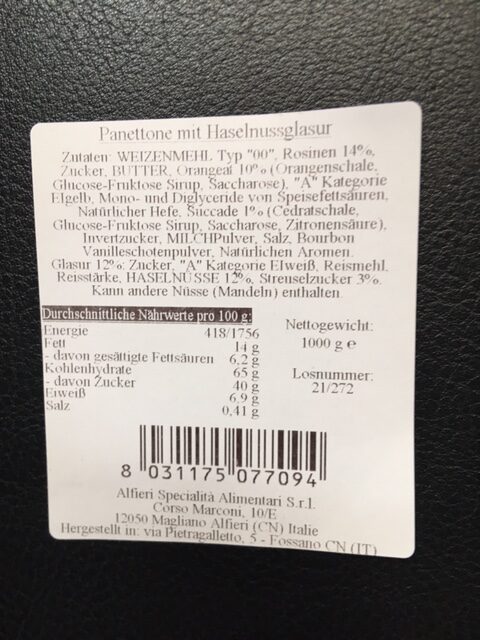 Panettone mit Haselnussglasur
Zutaten: WEIZENMEHL Typ "00", Rosinen 14%,
Zucker, BUTTER, Orangeat 10% (Orangenschale,
Glucose-Fruktose Sirup, Saccharose), "A" Kategorie
EIgelb, Mono- und Diglyceride von Speisefettsäuren,
Natürlicher Hefe, Succade 1% (Cedratschale,
Glucose-Fruktose Sirup, Saccharose, Zitronensäure),
Invertzucker, MILCHPulver, Salz, Bourbon
Vanilleschotenpulver, Natürlichen Aromen.
Glasur 12%: Zucker, "A" Kategorie EIweiß, Reismehl,
Reisstärke, HASELNÜSSE 12%, Streuselzucker 3%.
Kann andere Nüsse (Mandeln) enthalten.
Durchschnittliche Nährwerte pro 100 g:
Energie 418/1756
Fett 14 g
- davon gesättigte Fettsäuren 6,2 g
Kohlenhydrate 65 g
- davon Zucker 40 g
Eiweiß 6,9 g
Salz 0,41 g
Nettogewicht:
1000 g e
Losnummer:
21/272
8 031175 077094
Alfieri Specialità Alimentari S.r.l.
Corso Marconi, 10/E
12050 Magliano Alfieri (CN) Italie
Hergestellt in: via Pietragalletto, 5 - Fossano CN (IT)